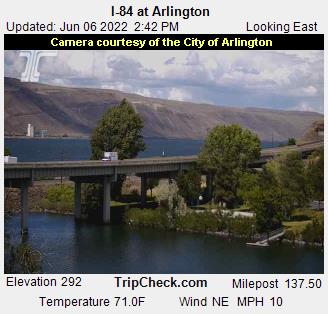 I-84 at Arlington
Updated: Jun 06 2022 2:42 PM Looking East
Camera courtesy of the City of Arlington
Elevation 292 TripCheck.com Milepost 137.50
Temperature 71.0F Wind NE MPH 10